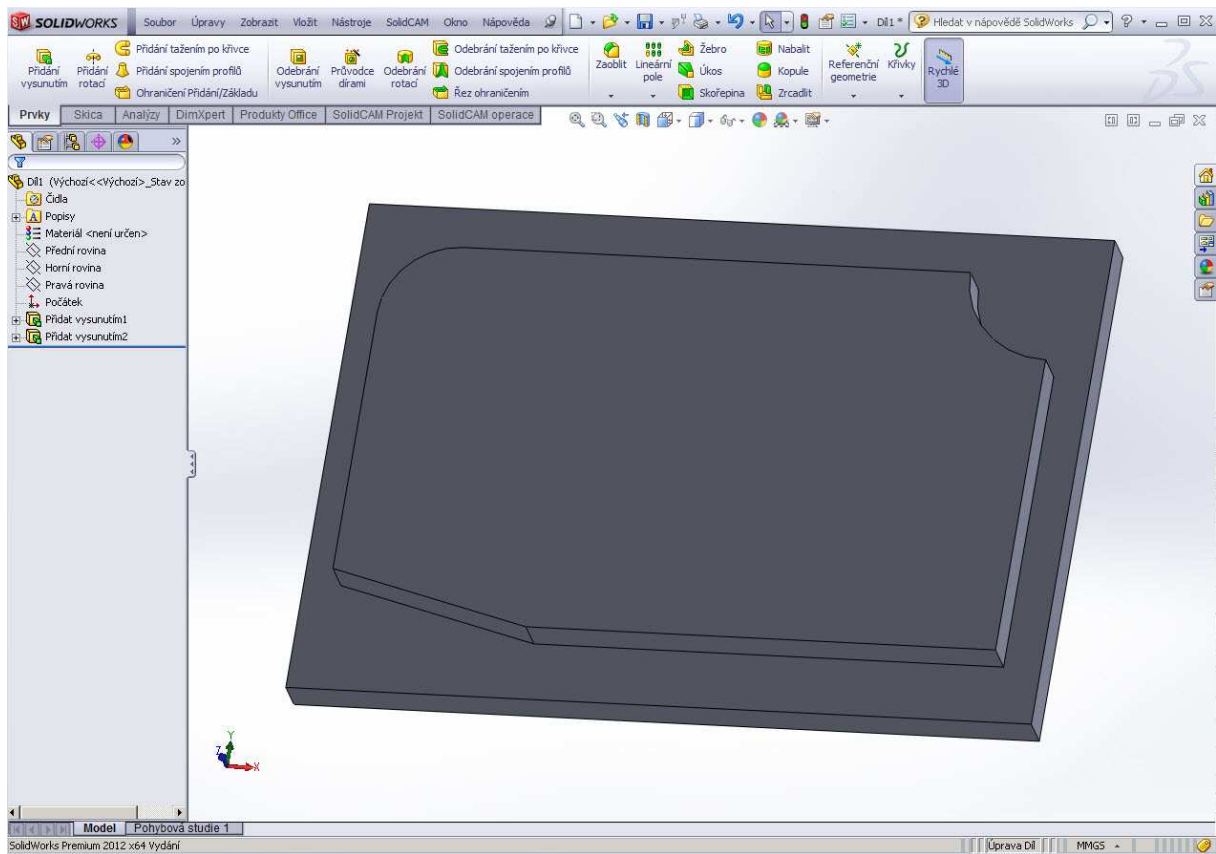 SOLIDWORKS Soubor Úpravy Zobrazit Vložit Nástroje SolidCAM Okno Nápověda Díl1 * Hledat v nápovědě SolidWorks
Přidání vysunutím
Přidání rotací
Přidání tažením po křivce
Přidání spojením profilů
Ohraničení Přidání/Základu
Odebrání vysunutím
Průvodce dírami
Odebrání rotací
Odebrání tažením po křivce
Odebrání spojením profilů
Řez ohraničením
Zaoblit
Lineární pole
Žebro
Úkos
Skořepina
Nabalit
Kopule
Zrcadlit
Referenční geometrie
Křivky
Rychlé 3D
Prvky Skica Analýzy DimXpert Produkty Office SolidCAM Projekt SolidCAM operace
Díl1 (Výchozí<<Výchozí>_Stav zo
Čidla
Popisy
Materiál <není určen>
Přední rovina
Horní rovina
Pravá rovina
Počátek
Přidat vysunutím1
Přidat vysunutím2
Y
Z
X
Model Pohybová studie 1
SolidWorks Premium 2012 x64 Vydání Úprava Díl MMGS